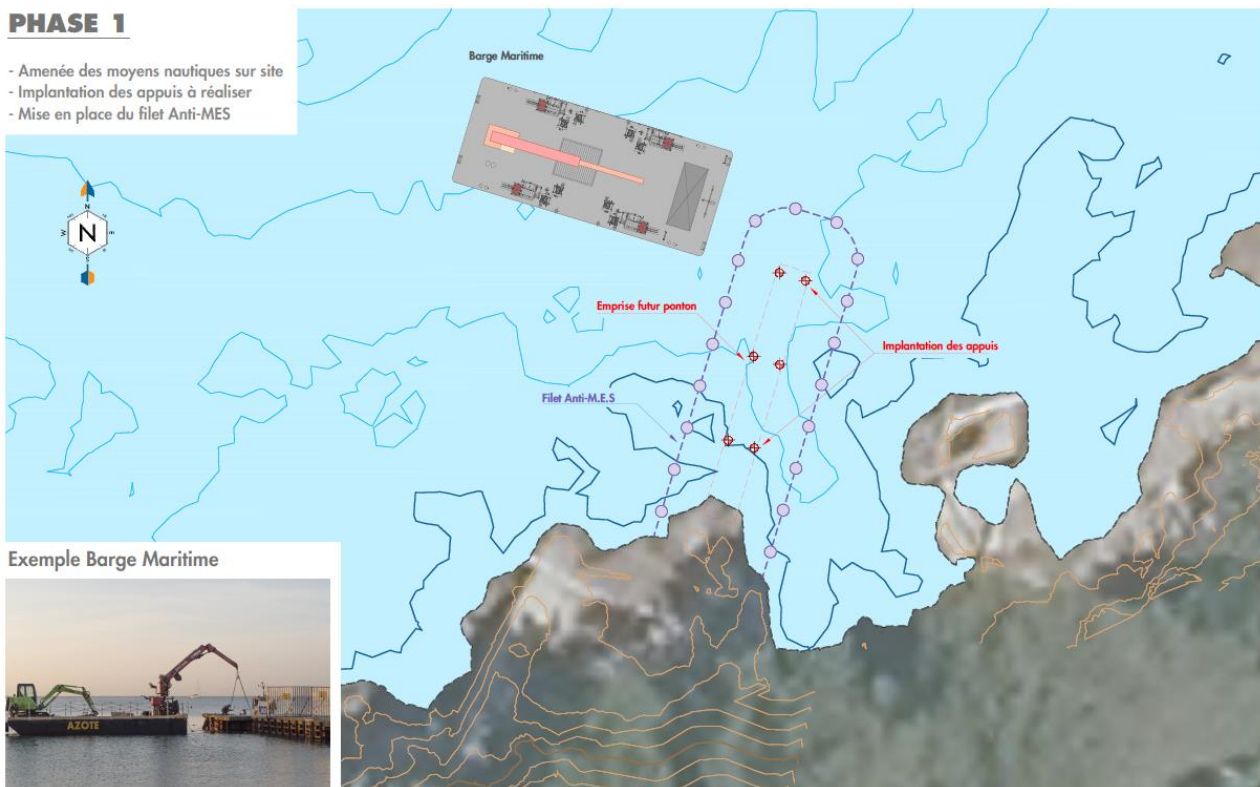 PHASE 1
- Amenée des moyens nautiques sur site
- Implantation des appuis à réaliser
- Mise en place du filet Anti-MES
Barge Maritime
N
W
N
E
S
Emprise futur ponton
Implantation des appuis
Filet Anti-M.E.S
Exemple Barge Maritime
AZOTE